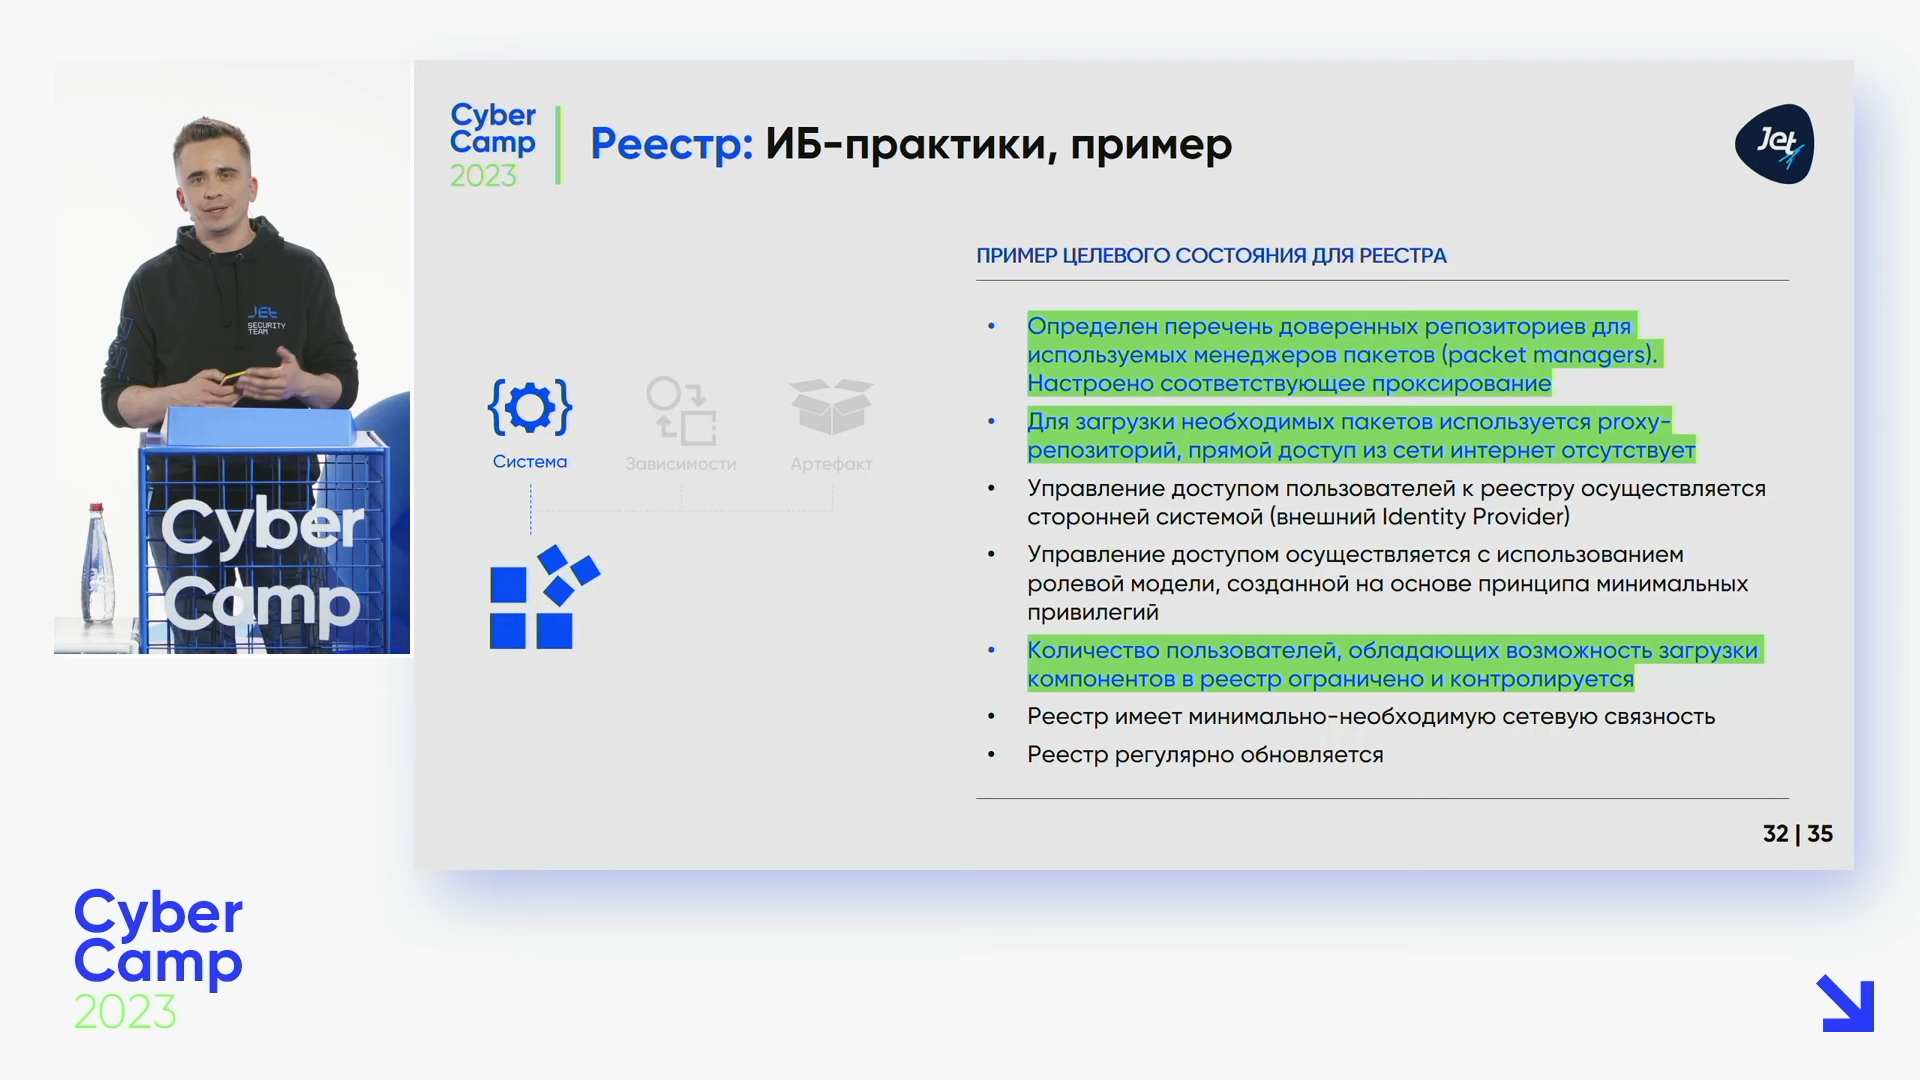 Cyber
Camp
2023
Реестр: ИБ-практики, пример
Jet
ПРИМЕР ЦЕЛЕВОГО СОСТОЯНИЯ ДЛЯ РЕЕСТРА
• Определен перечень доверенных репозиториев для
используемых менеджеров пакетов (packet managers).
Настроено соответствующее проксирование
• Для загрузки необходимых пакетов используется proxy-
репозиторий, прямой доступ из сети интернет отсутствует
• Управление доступом пользователей к реестру осуществляется
сторонней системой (внешний Identity Provider)
• Управление доступом осуществляется с использованием
ролевой модели, созданной на основе принципа минимальных
привилегий
• Количество пользователей, обладающих возможность загрузки
компонентов в реестр ограничено и контролируется
• Реестр имеет минимально-необходимую сетевую связность
• Реестр регулярно обновляется
Система
Зависимости
Артефакт
32 | 35
JET
SECURITY
TEAM
Cyber
Camp
Cyber
Camp
2023